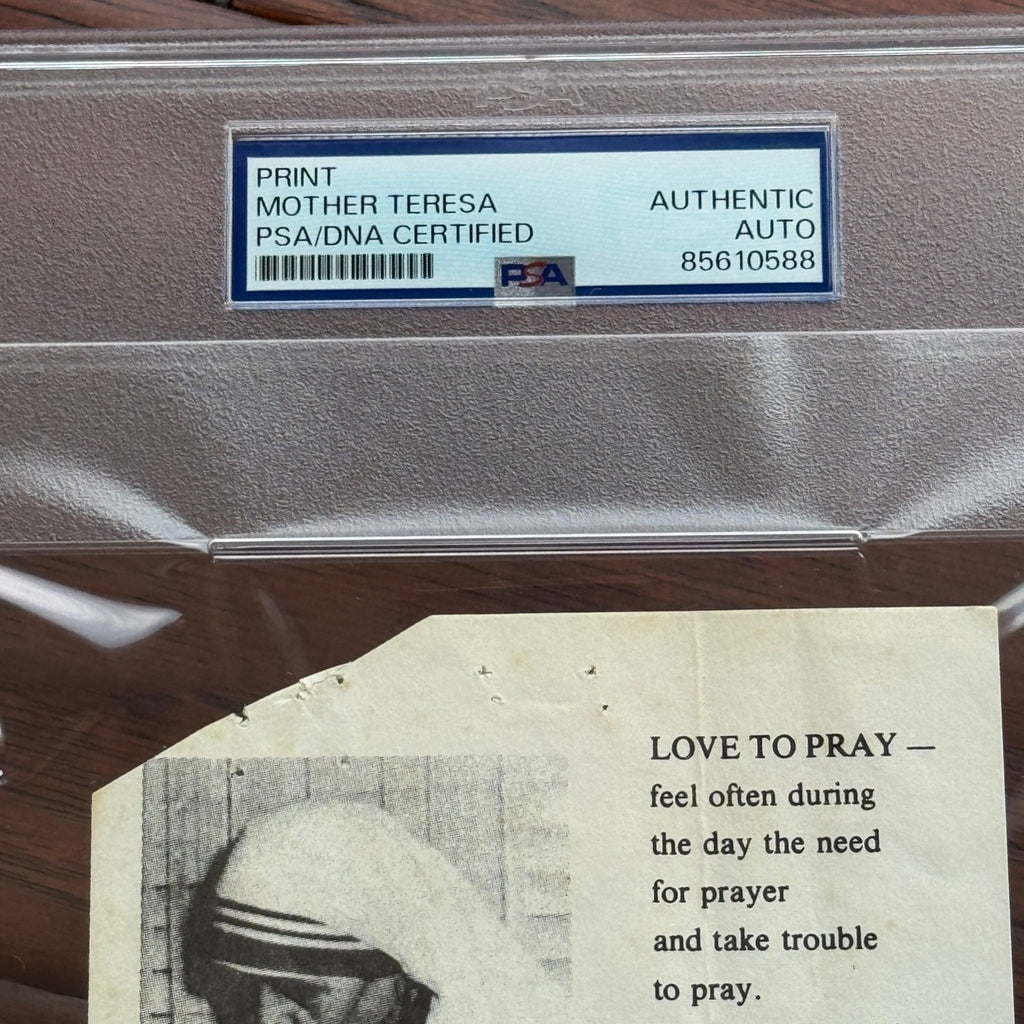 PSA
PRINT
MOTHER TERESA
PSA/DNA CERTIFIED
AUTHENTIC
AUTO
85610588
PSA
LOVE TO PRAY —
feel often during
the day the need
for prayer
and take trouble
to pray.